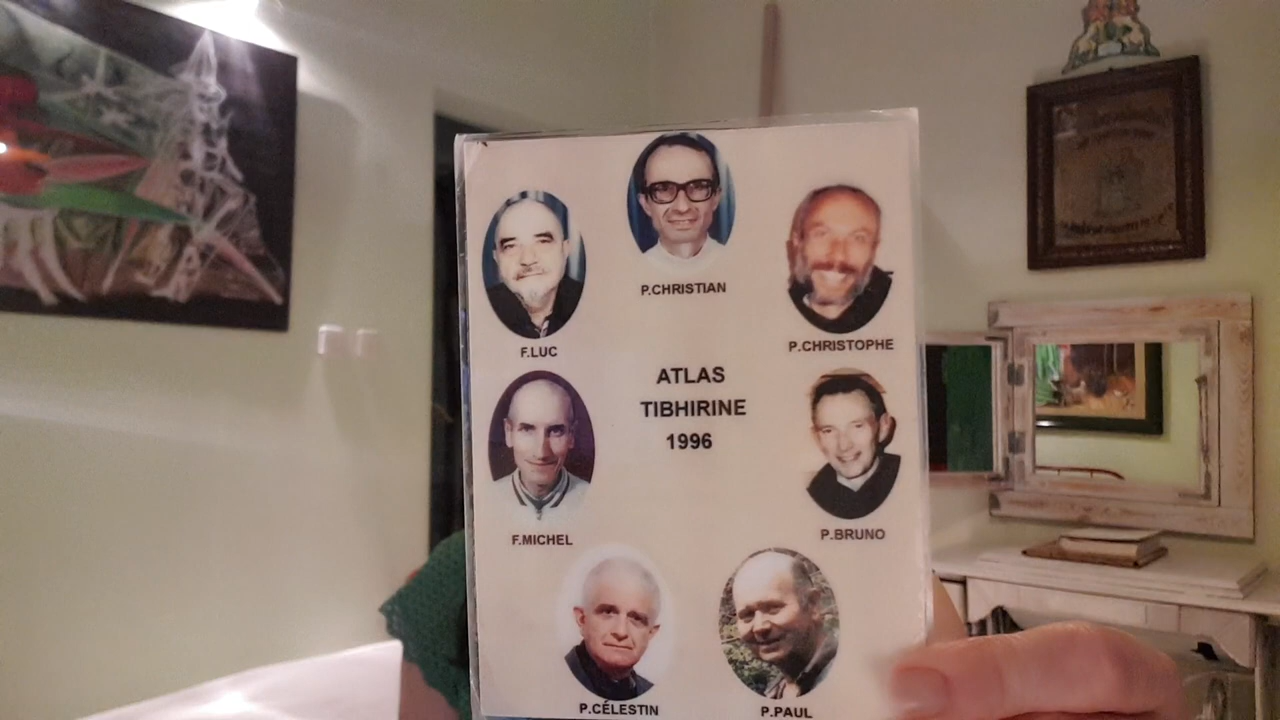 P.CHRISTIAN
F.LUC
P.CHRISTOPHE
ATLAS
TIBHIRINE
1996
F.MICHEL
P.BRUNO
P.CÉLESTIN
P.PAUL